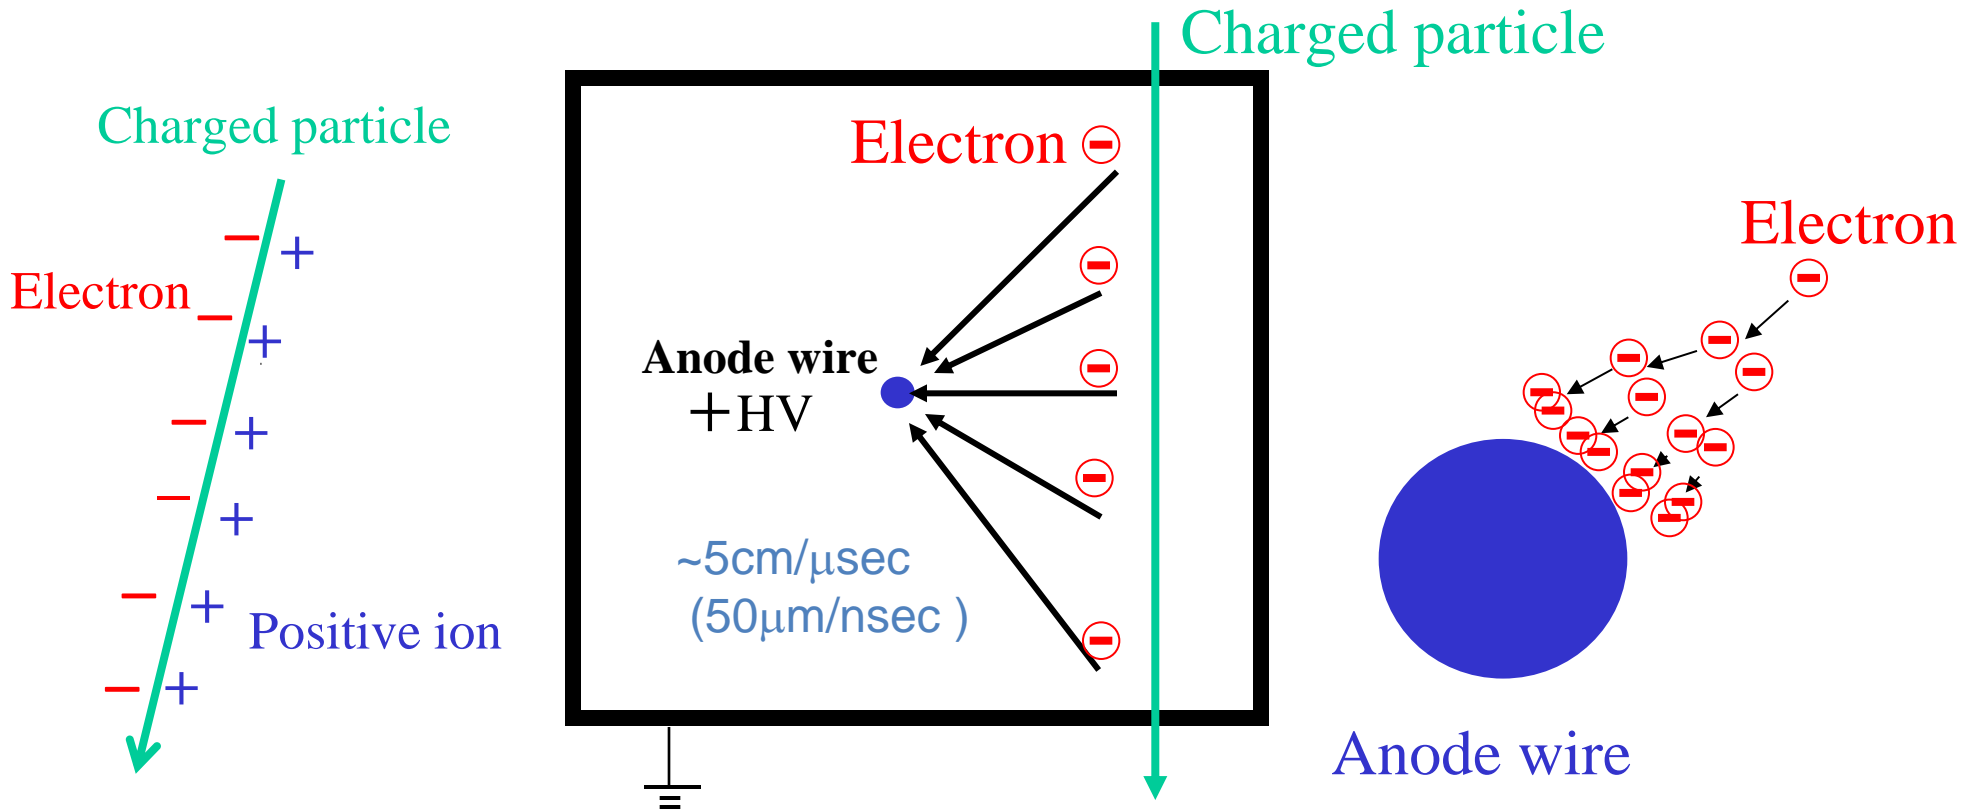 Charged particle
Electron
Positive ion
Charged particle
Electron
Anode wire
+HV
~5cm/μsec
(50μm/nsec )
Electron
Anode wire